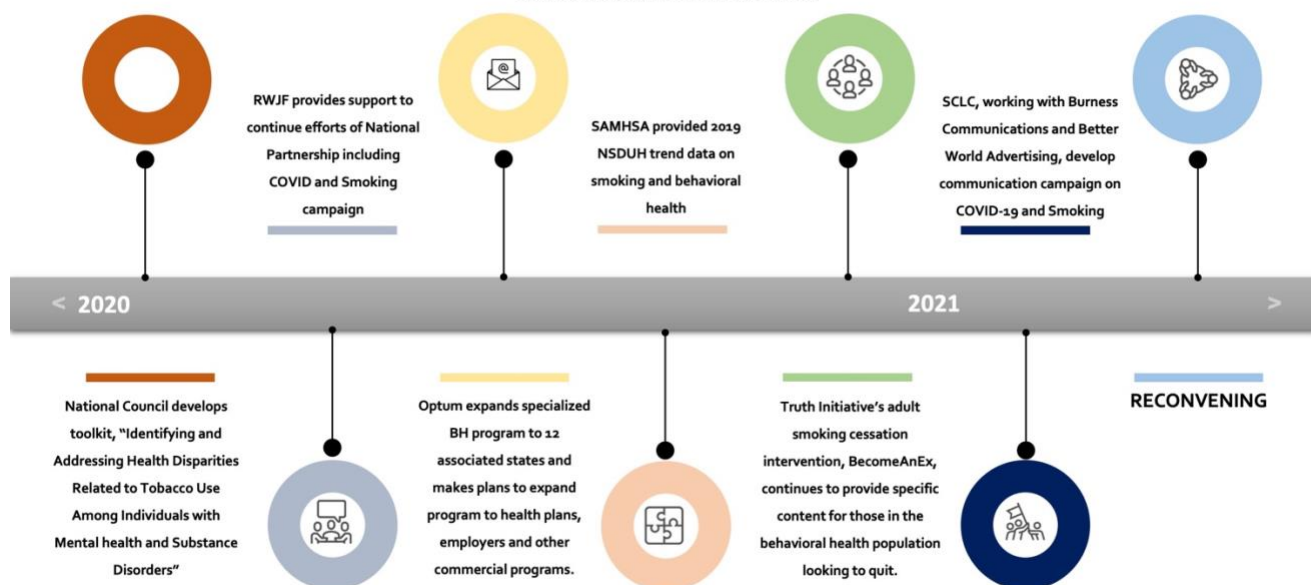 RWJF provides support to
continue efforts of National
Partnership including
COVID and Smoking
campaign
SAMHSA provided 2019
NSDUH trend data on
smoking and behavioral
health
SCLC, working with Burness
Communications and Better
World Advertising, develop
communication campaign on
COVID-19 and Smoking
< 2020
2021 >
National Council develops
toolkit, “Identifying and
Addressing Health Disparities
Related to Tobacco Use
Among Individuals with
Mental health and Substance
Disorders”
Optum expands specialized
BH program to 12
associated states and
makes plans to expand
program to health plans,
employers and other
commercial programs.
Truth Initiative’s adult
smoking cessation
intervention, BecomeAnEx,
continues to provide specific
content for those in the
behavioral health population
looking to quit.
RECONVENING